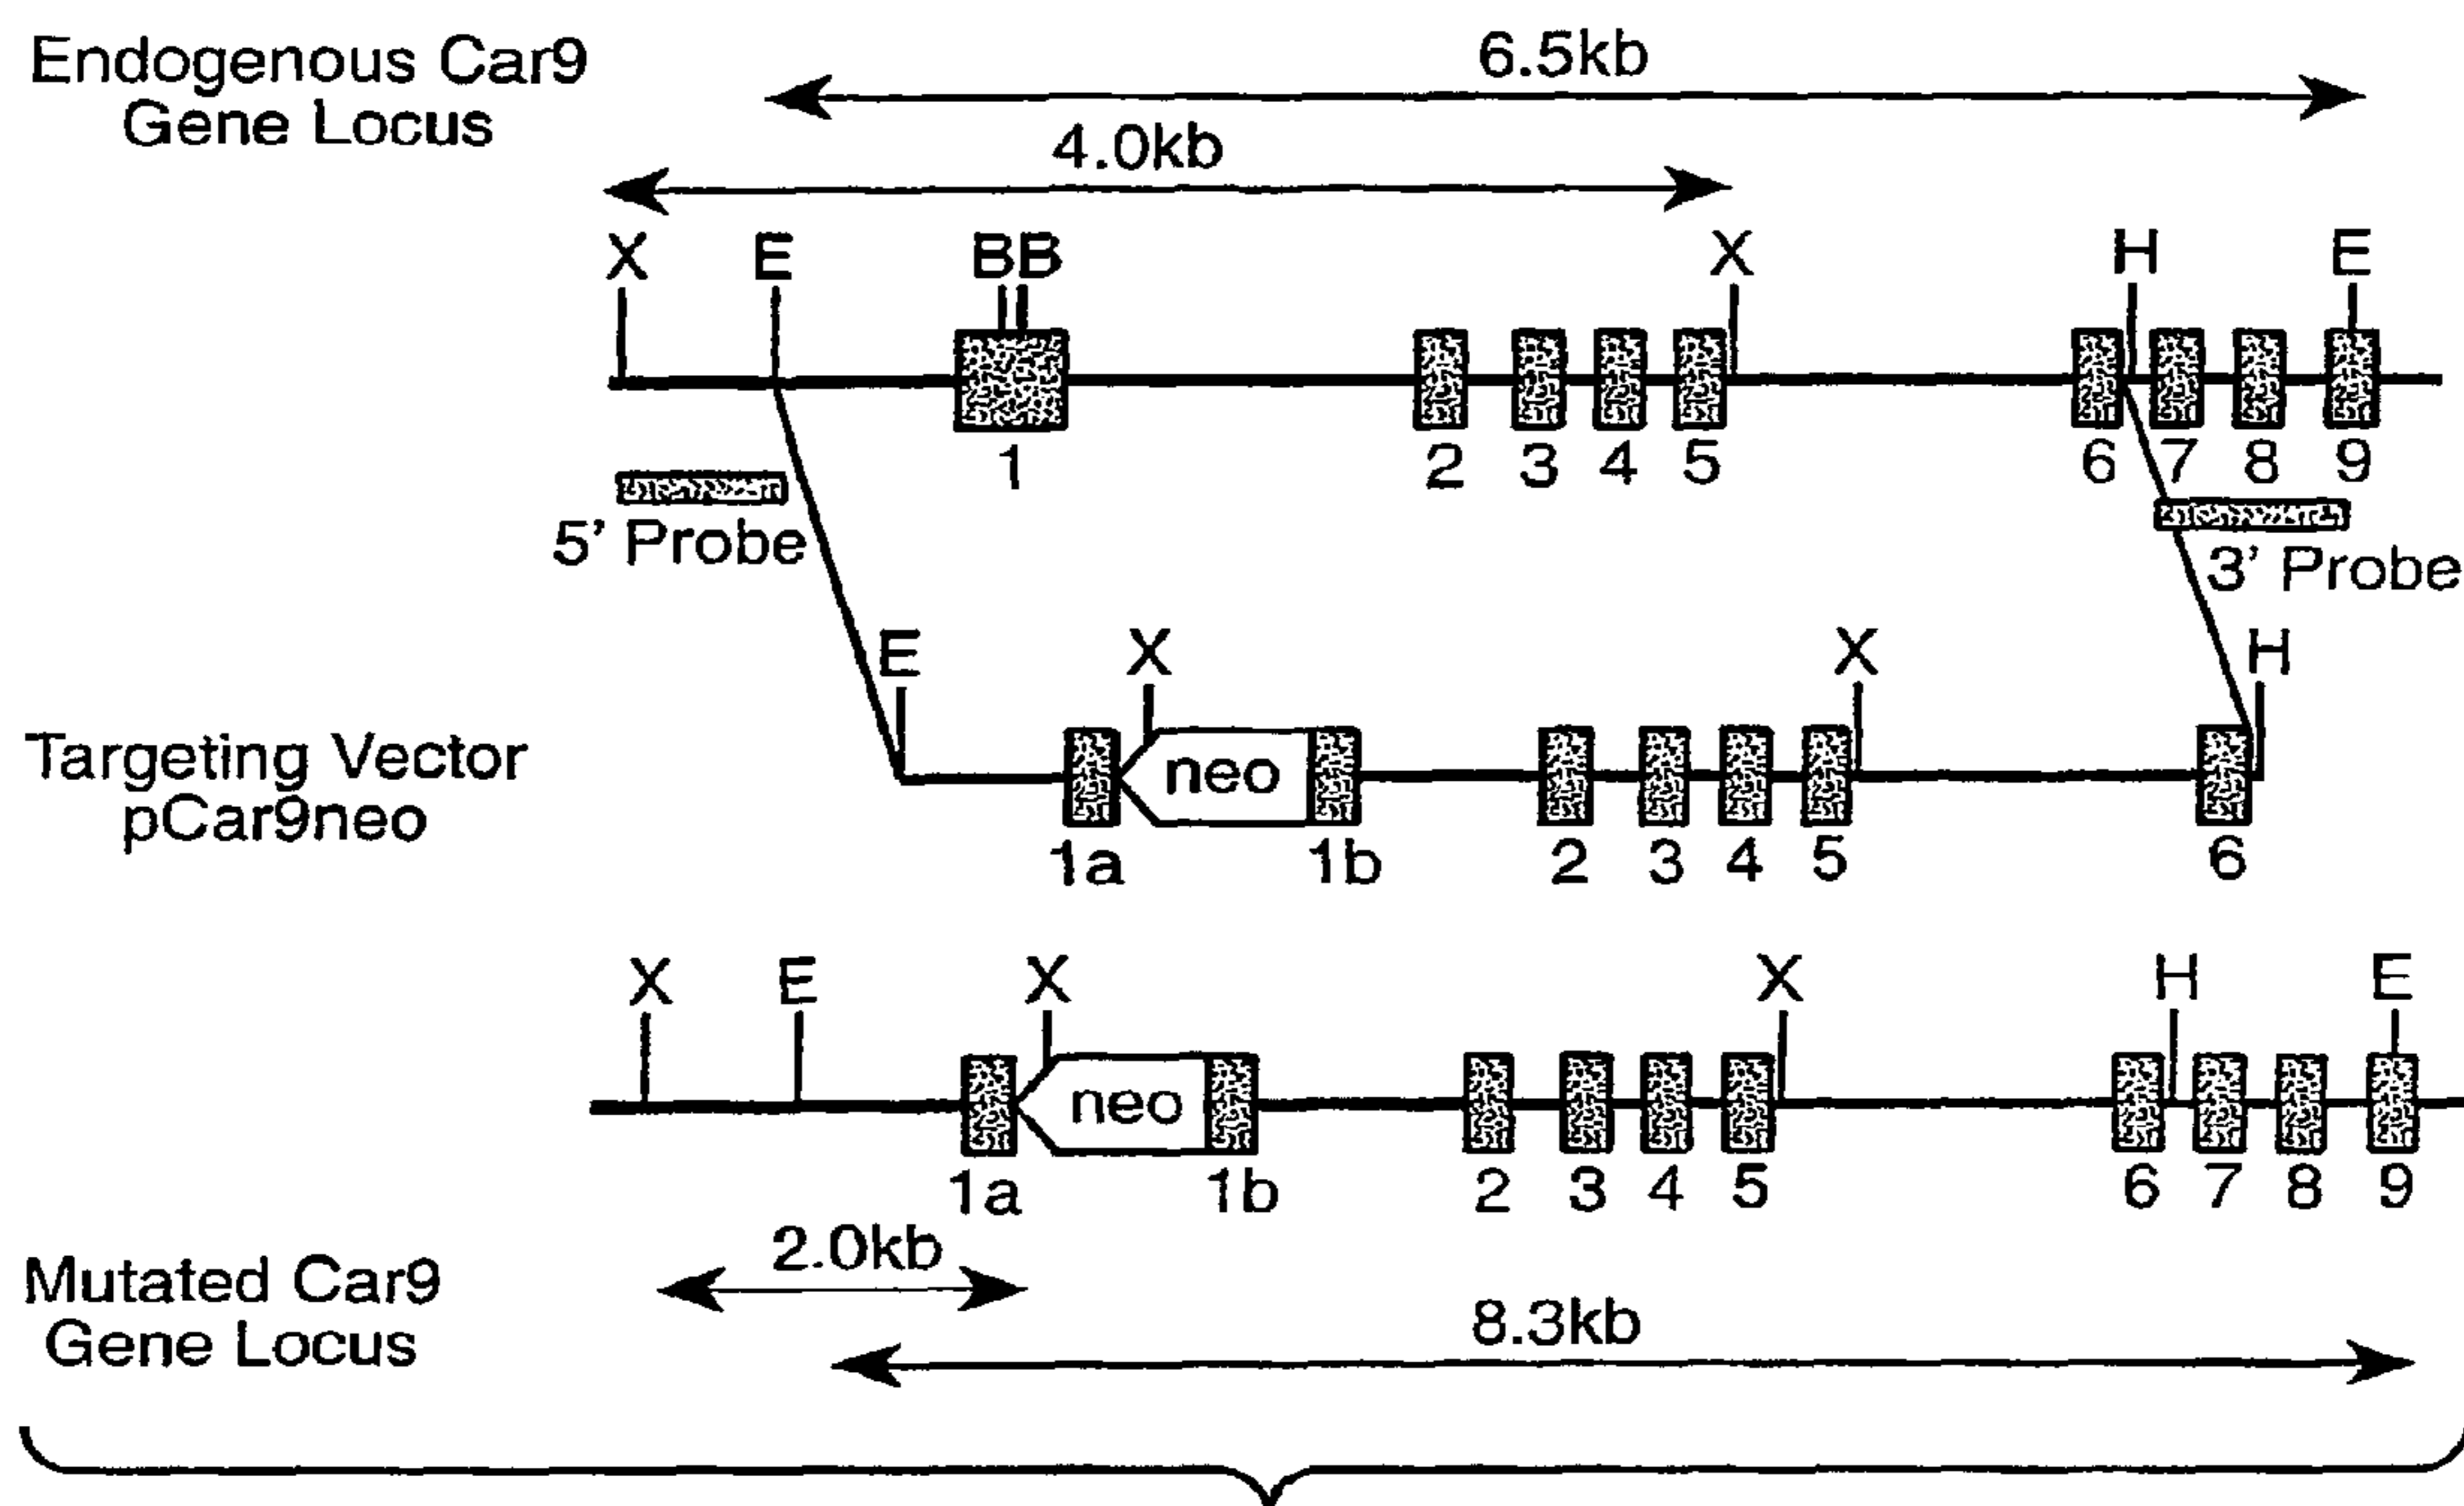 Endogenous Car9
Gene Locus
6.5kb
4.0kb
X E BB X H E
1 2 3 4 5 6 7 8 9
5’ Probe
3’ Probe
E X X H
Targeting Vector
pCar9neo
neo
1a 1b 2 3 4 5 6
X E X X H E
neo
1a 1b 2 3 4 5 6 7 8 9
2.0kb
Mutated Car9
Gene Locus
8.3kb